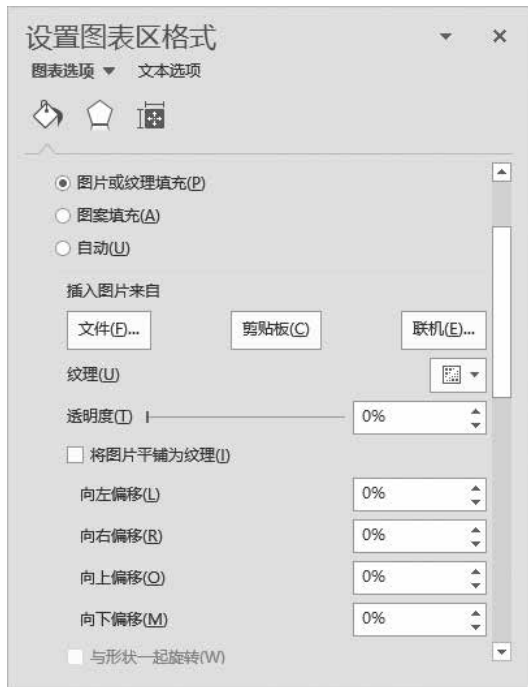 设置图表区格式
图表选项 文本选项
图片或纹理填充(P)
图案填充(A)
自动(U)
插入图片来自
文件(F)... 剪贴板(C) 联机(E)...
纹理(U)
透明度(T) 0%
将图片平铺为纹理(I)
向左偏移(L) 0%
向右偏移(R) 0%
向上偏移(O) 0%
向下偏移(M) 0%
与形状一起旋转(W)